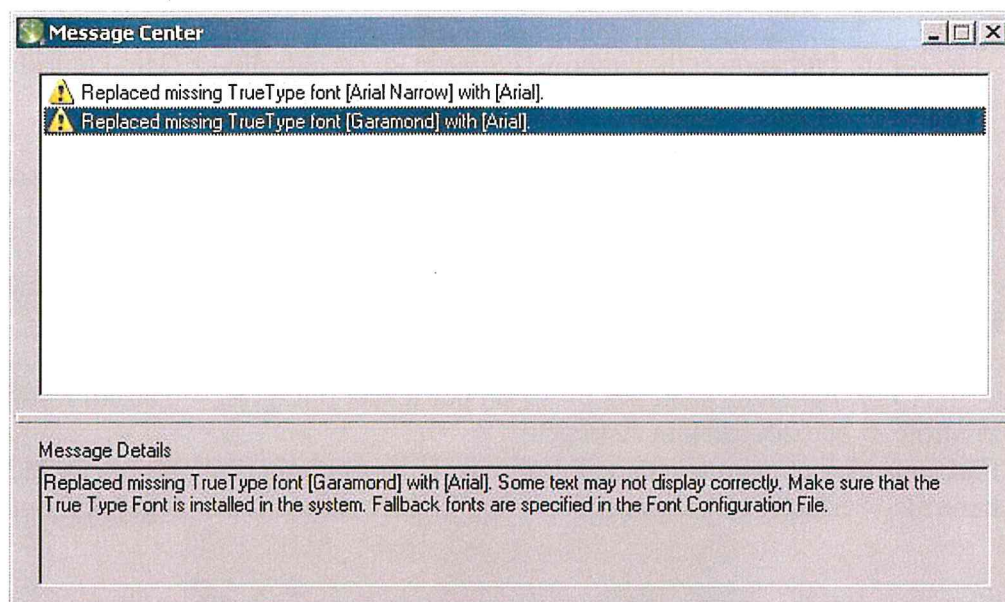 Message Center
Replaced missing TrueType font [Arial Narrow] with [Arial].
Replaced missing TrueType font [Garamond] with [Arial].
Message Details
Replaced missing TrueType font [Garamond] with [Arial]. Some text may not display correctly. Make sure that the
True Type Font is installed in the system. Fallback fonts are specified in the Font Configuration File.